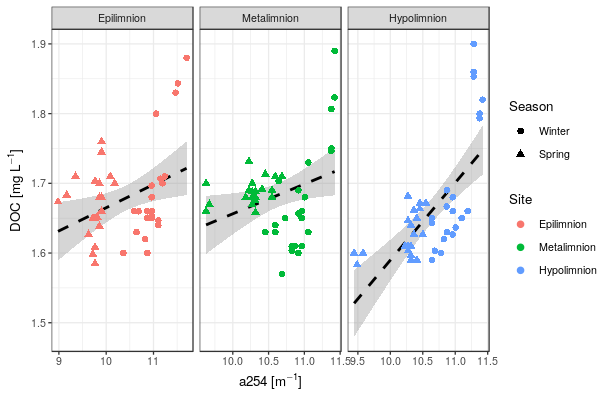 Epilimnion Metalimnion Hypolimnion
1.9
1.8
1.7
1.6
1.5
DOC [mg L⁻¹]
9 10 11 10.0 10.5 11.0 11.5 9.5 10.0 10.5 11.0 11.5
a254 [m⁻¹]
Season
Winter
Spring
Site
Epilimnion
Metalimnion
Hypolimnion